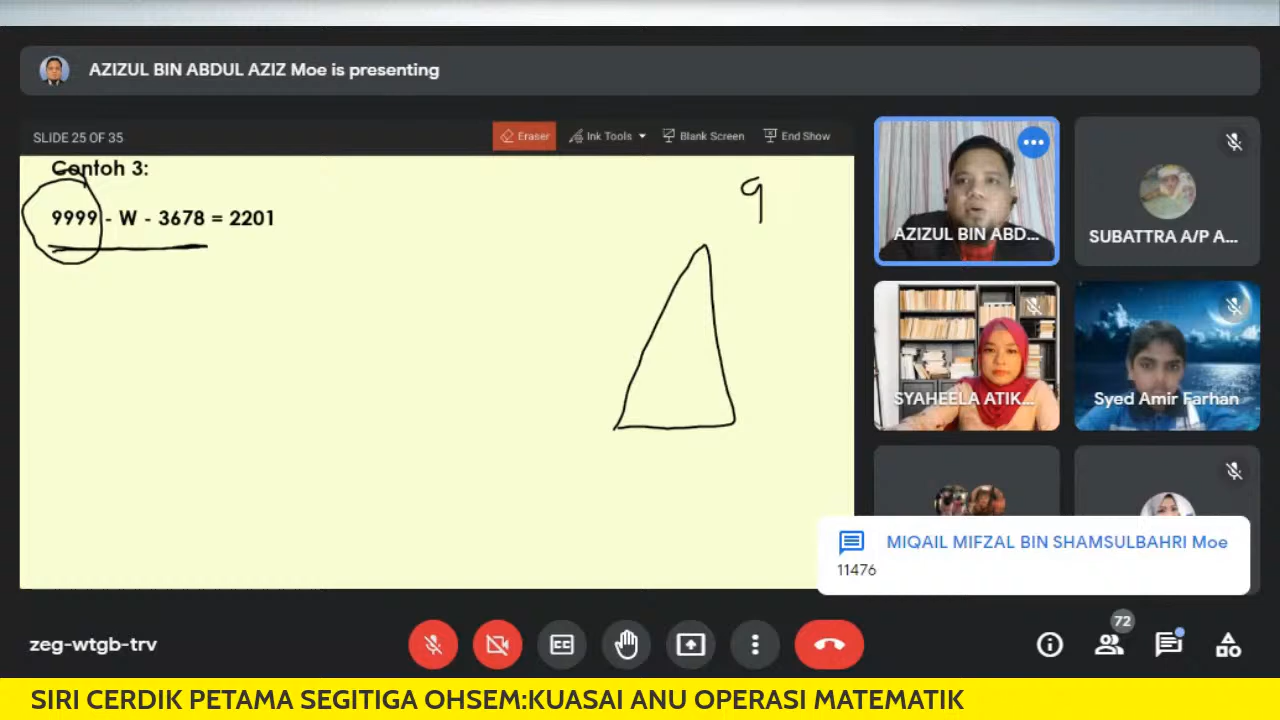 AZIZUL BIN ABDUL AZIZ Moe is presenting
SLIDE 25 OF 35
Eraser
Ink Tools
Blank Screen
End Show
Contoh 3:
9999 - W - 3678 = 2201
9
AZIZUL BIN ABD...
SUBATTRA A/P A...
SYAHEELA ATIK...
Syed Amir Farhan
MIQAIL MIFZAL BIN SHAMSULBAHRI Moe
11476
zeg-wtgb-trv
72
SIRI CERDIK PETAMA SEGITIGA OHSEM:KUASAI ANU OPERASI MATEMATIK